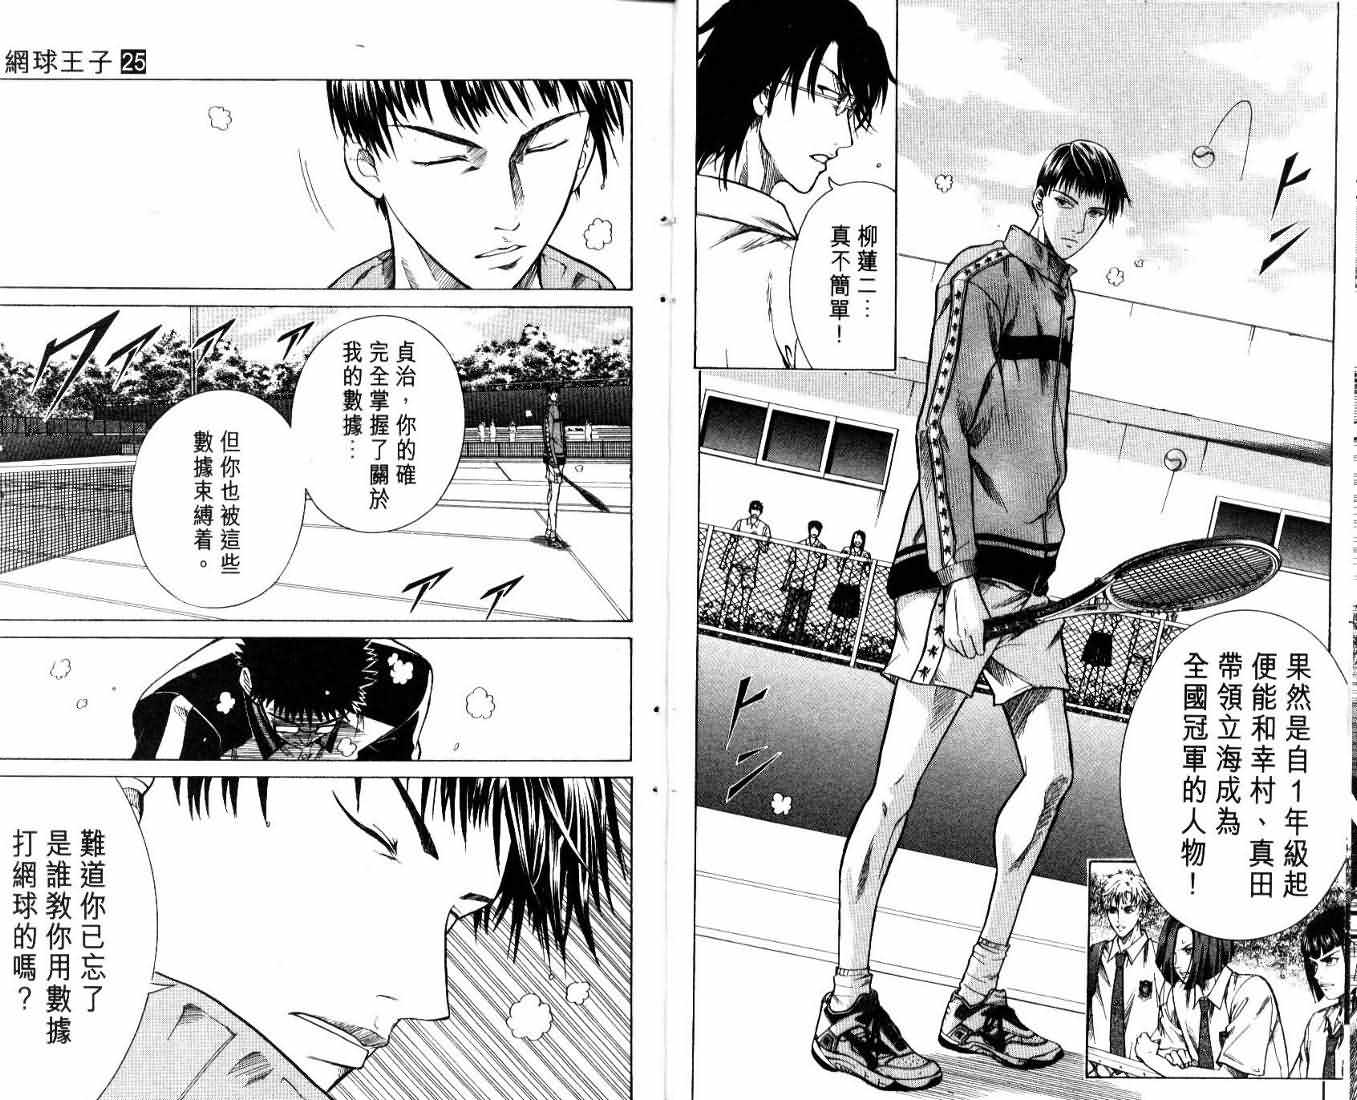 網球王子 25
柳蓮二…
真不簡單！
果然是自1年級起
便能和幸村、真田
帶領立海成為
全國冠軍的人物！
貞治，你的確
完全掌握了關於
我的數據…
但你也被這些
數據束縛着。
難道你已忘了
是誰教你用數據
打網球的嗎？